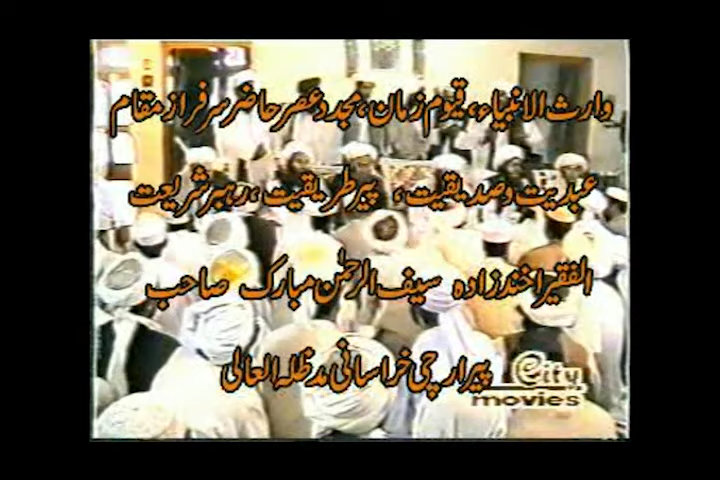 وارث الانبیاء، قیوم زمان، مجدد عصر حاضر سرفراز مقام
عبدیت وصدیقیت، پیر طریقیت، رہبر شریعت
الفقیر اخندزادہ سیف الرحمٰن مبارک صاحب
پیر ارچی خراسانی مدظلہ العالی
City
movies